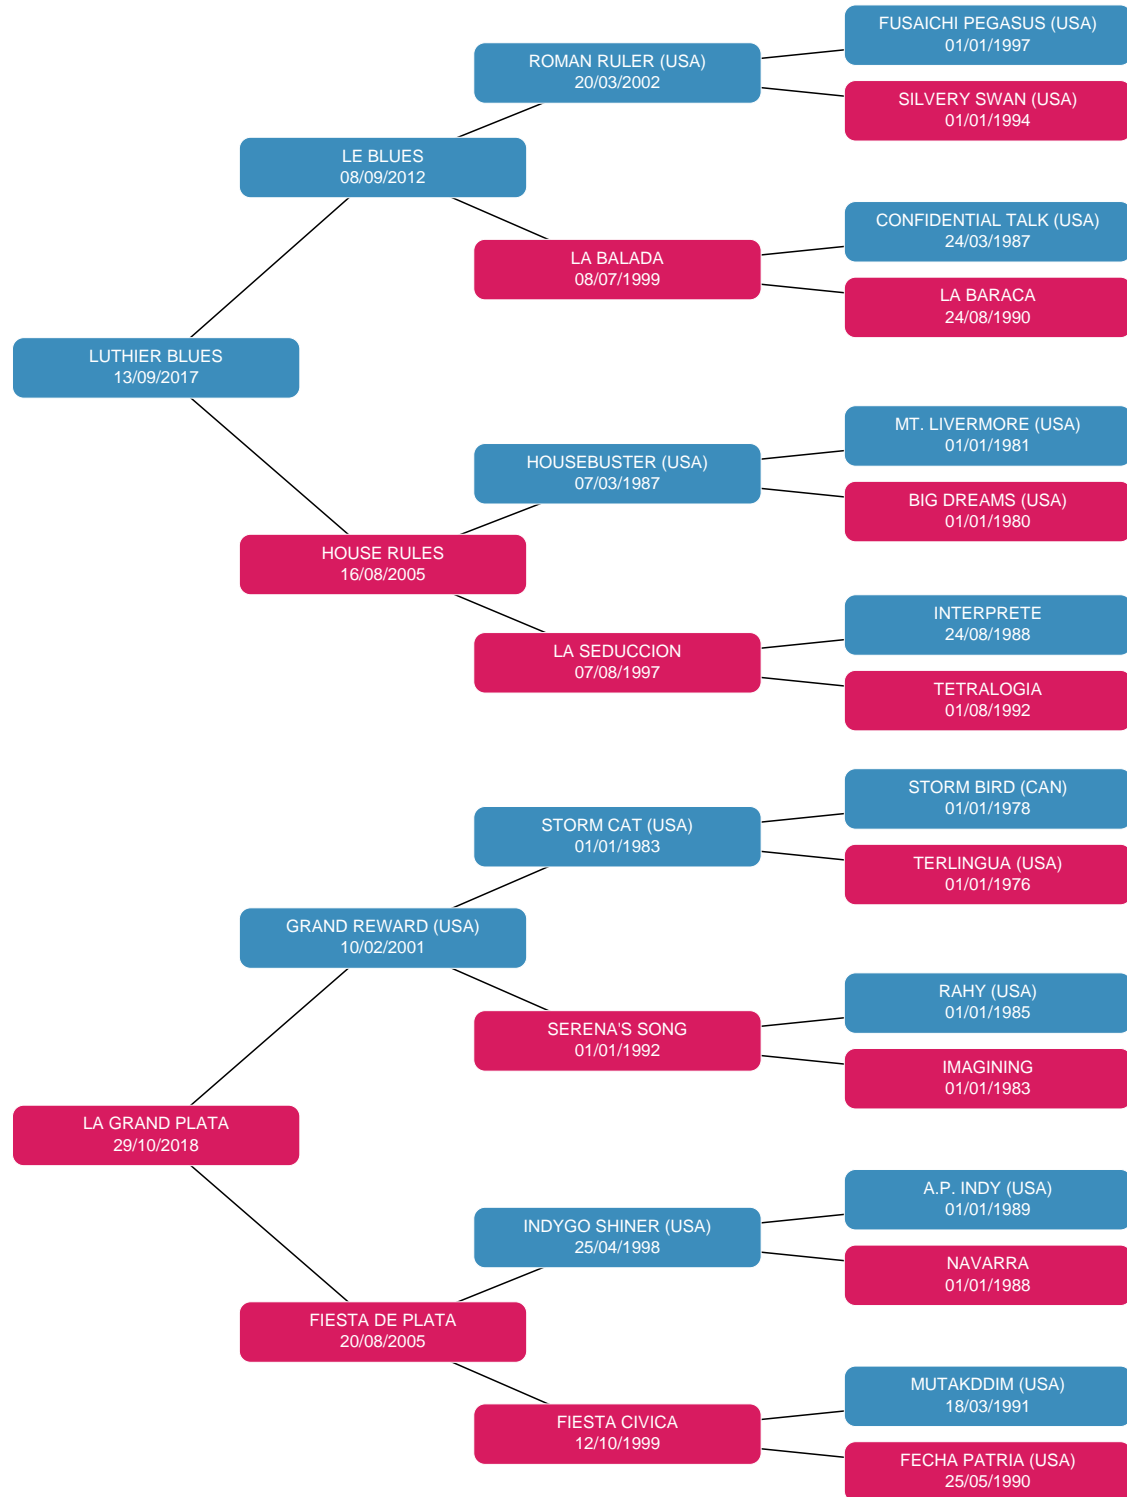 FUSAICHI PEGASUS (USA)
01/01/1997
ROMAN RULER (USA)
20/03/2002
SILVERY SWAN (USA)
01/01/1994
LE BLUES
08/09/2012
CONFIDENTIAL TALK (USA)
24/03/1987
LA BALADA
08/07/1999
LA BARACA
24/08/1990
LUTHIER BLUES
13/09/2017
MT. LIVERMORE (USA)
01/01/1981
HOUSEBUSTER (USA)
07/03/1987
BIG DREAMS (USA)
01/01/1980
HOUSE RULES
16/08/2005
INTERPRETE
24/08/1988
LA SEDUCCION
07/08/1997
TETRALOGIA
01/08/1992
STORM BIRD (CAN)
01/01/1978
STORM CAT (USA)
01/01/1983
TERLINGUA (USA)
01/01/1976
GRAND REWARD (USA)
10/02/2001
RAHY (USA)
01/01/1985
SERENA'S SONG
01/01/1992
IMAGINING
01/01/1983
LA GRAND PLATA
29/10/2018
A.P. INDY (USA)
01/01/1989
INDYGO SHINER (USA)
25/04/1998
NAVARRA
01/01/1988
FIESTA DE PLATA
20/08/2005
MUTAKDDIM (USA)
18/03/1991
FIESTA CIVICA
12/10/1999
FECHA PATRIA (USA)
25/05/1990